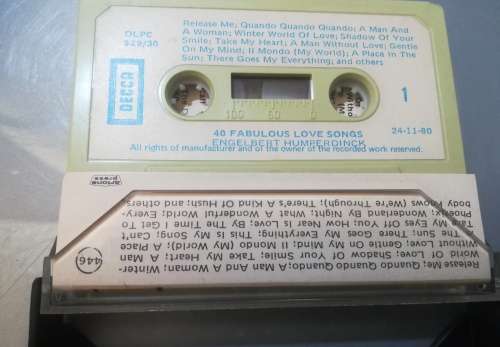 DLPC
929/30
Release Me; Quando Quando Quando; A Man And
A Woman; Winter World Of Love; Shadow Of Your
Smile; Take My Heart; A Man Without Love; Gentle
On My Mind, Il Mondo (My World); A Place In The
Sun; There Goes My Everything; and others
DECCA
1
100 50 0
40 FABULOUS LOVE SONGS
ENGELBERT HUMPERDINCK
24-11-80
All rights of manufacturer and of the owner of the recorded work reserved.
Release Me; Quando Quando; A Man And A Woman; Winter-
World Of Love; Shadow Of Your Smile; Take My Heart; A Man
Without Love; Gentle On My Mind; Il Mondo (My World); A Place
In The Sun; There Goes My Everything; This Is My Song; Can't
Take My Eyes Off You; How Near Is Love; By The Time I Get To
Phoenix; Wonderland By Night; What A Wonderful World; Every-
body Knows (We're Through); There's A Kind Of Hush; and others
446
press